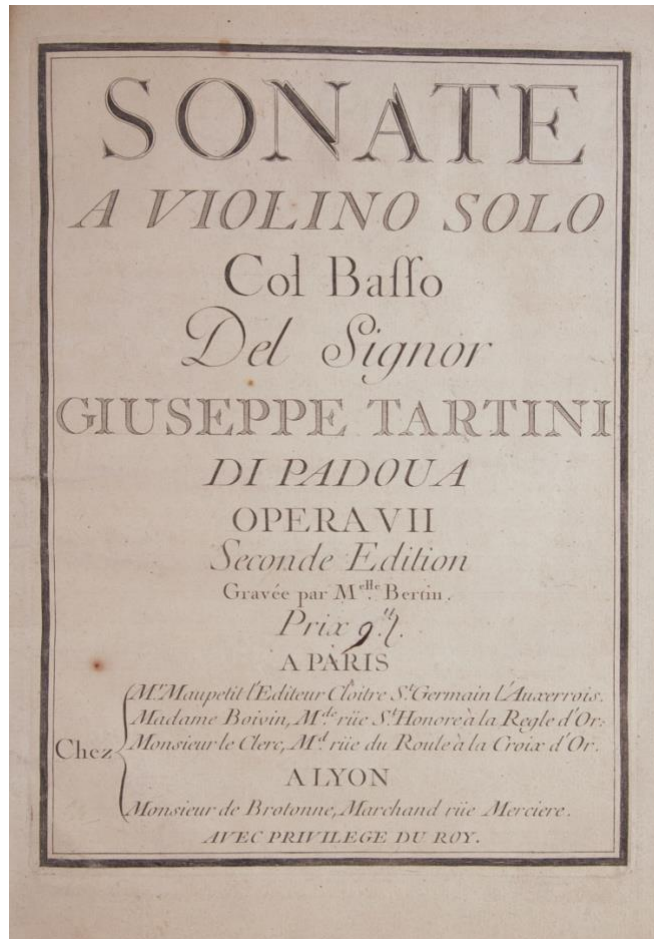 SONATE
A VIOLINO SOLO
Col Baſſo
Del Signor
GIUSEPPE TARTINI
DI PADOUA
OPERA VII
Seconde Edition
Gravée par M.elle Bertin.
Prix 9.tt
A PARIS
M.r Maupetit l'Editeur Cloître S.t Germain l'Auxerrois.
Madame Boivin, M.de rüe S.t Honoré à la Regle d'Or.
Chez Monsieur le Clerc, M.d rüe du Roule à la Croix d'Or.
A LYON
Monsieur de Brotonne, Marchand rüe Merciere.
AVEC PRIVILEGE DU ROY.